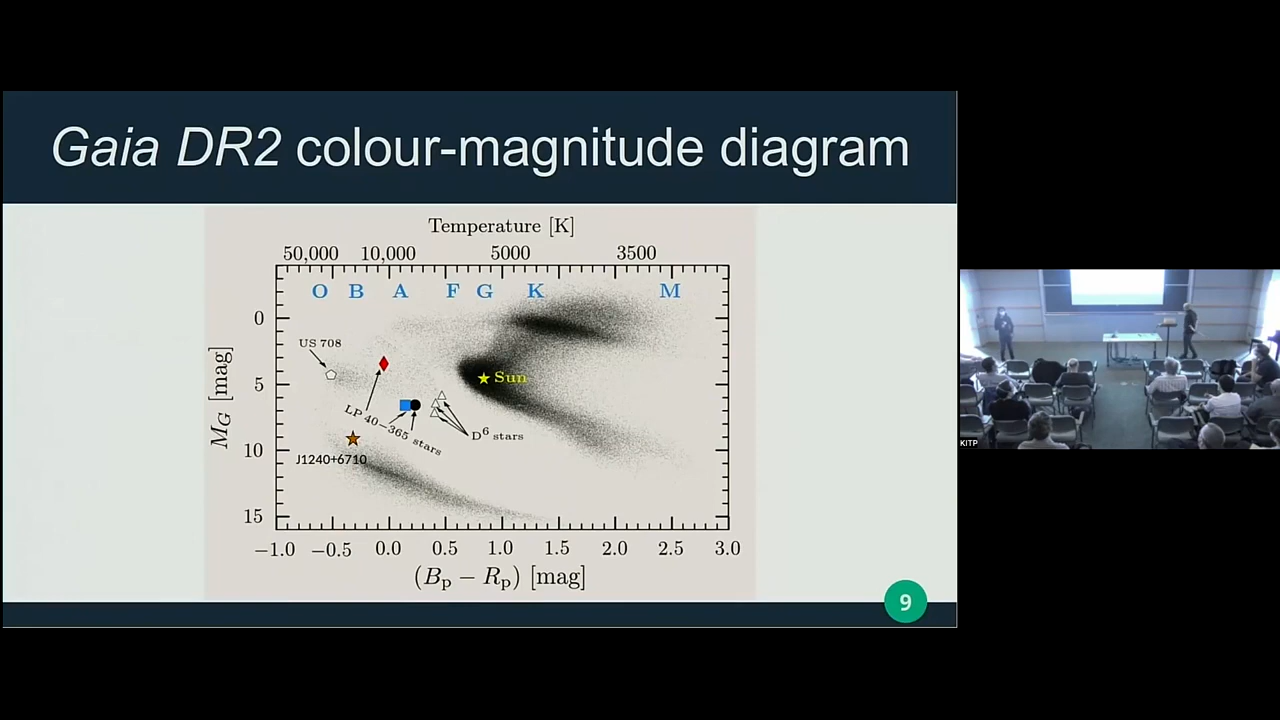 Gaia DR2 colour-magnitude diagram
Temperature [K]
50,000 10,000 5000 3500
O B A F G K M
0
5
10
15
M_G [mag]
US 708
LP 40−365 stars
Sun
D⁶ stars
J1240+6710
−1.0 −0.5 0.0 0.5 1.0 1.5 2.0 2.5 3.0
(B_p − R_p) [mag]
9
KITP